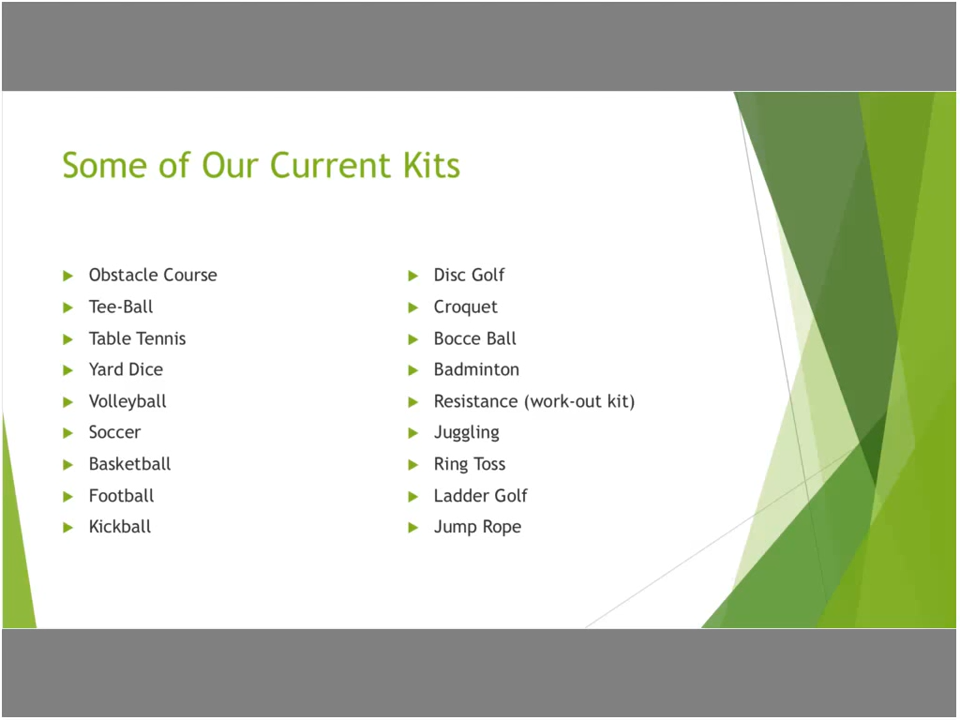 Some of Our Current Kits
Obstacle Course
Tee-Ball
Table Tennis
Yard Dice
Volleyball
Soccer
Basketball
Football
Kickball
Disc Golf
Croquet
Bocce Ball
Badminton
Resistance (work-out kit)
Juggling
Ring Toss
Ladder Golf
Jump Rope